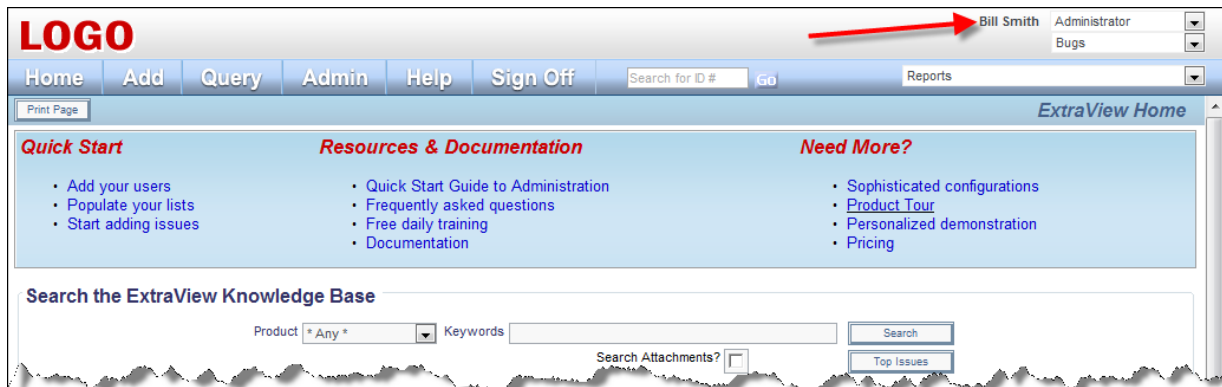 LOGO
Bill Smith Administrator
Bugs
Home Add Query Admin Help Sign Off Search for ID # Go Reports
Print Page ExtraView Home
Quick Start Resources & Documentation Need More?
· Add your users · Quick Start Guide to Administration · Sophisticated configurations
· Populate your lists · Frequently asked questions · Product Tour
· Start adding issues · Free daily training · Personalized demonstration
· Documentation · Pricing
Search the ExtraView Knowledge Base
Product * Any * Keywords Search
Search Attachments? Top Issues